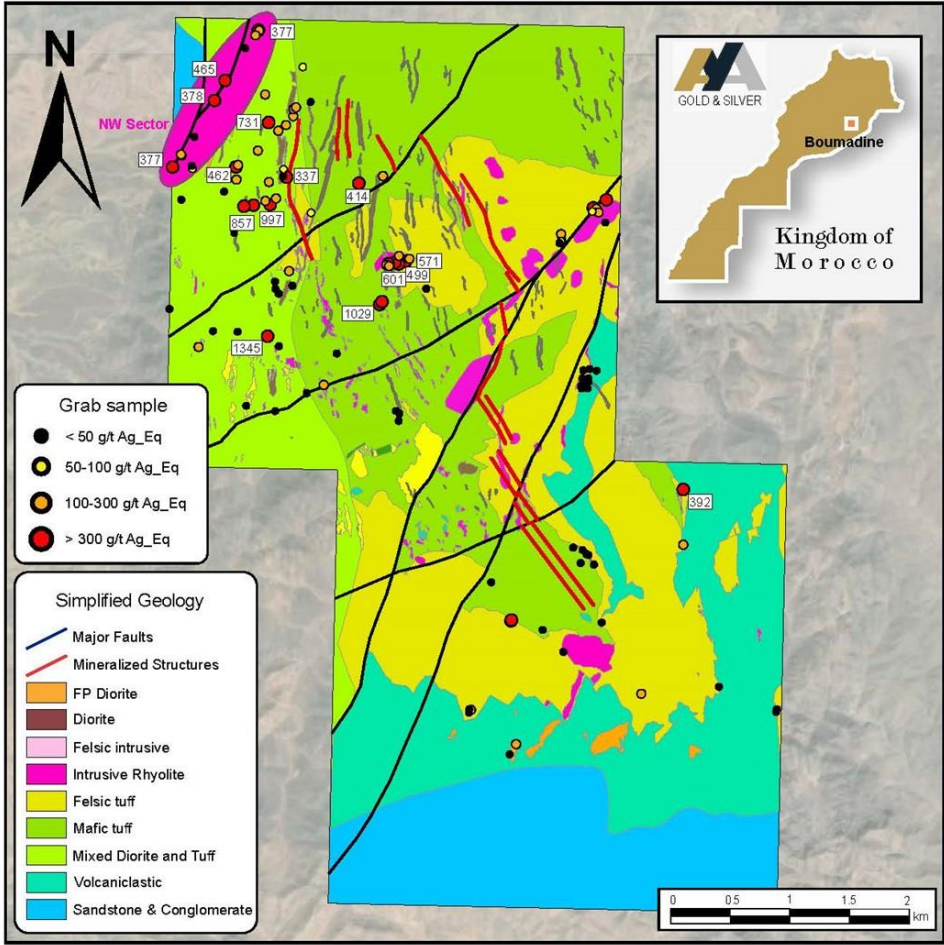 N
AYA
GOLD & SILVER
Boumadine
Kingdom of
Morocco
377
465
378
NW Sector
731
377
462
337
414
857
997
571
499
601
1029
1345
392
Grab sample
< 50 g/t Ag_Eq
50-100 g/t Ag_Eq
100-300 g/t Ag_Eq
> 300 g/t Ag_Eq
Simplified Geology
Major Faults
Mineralized Structures
FP Diorite
Diorite
Felsic intrusive
Intrusive Rhyolite
Felsic tuff
Mafic tuff
Mixed Diorite and Tuff
Volcaniclastic
Sandstone & Conglomerate
0 0.5 1 1.5 2
km